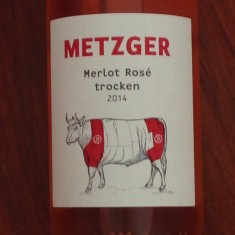 METZGER
Merlot Rosé
trocken
2014